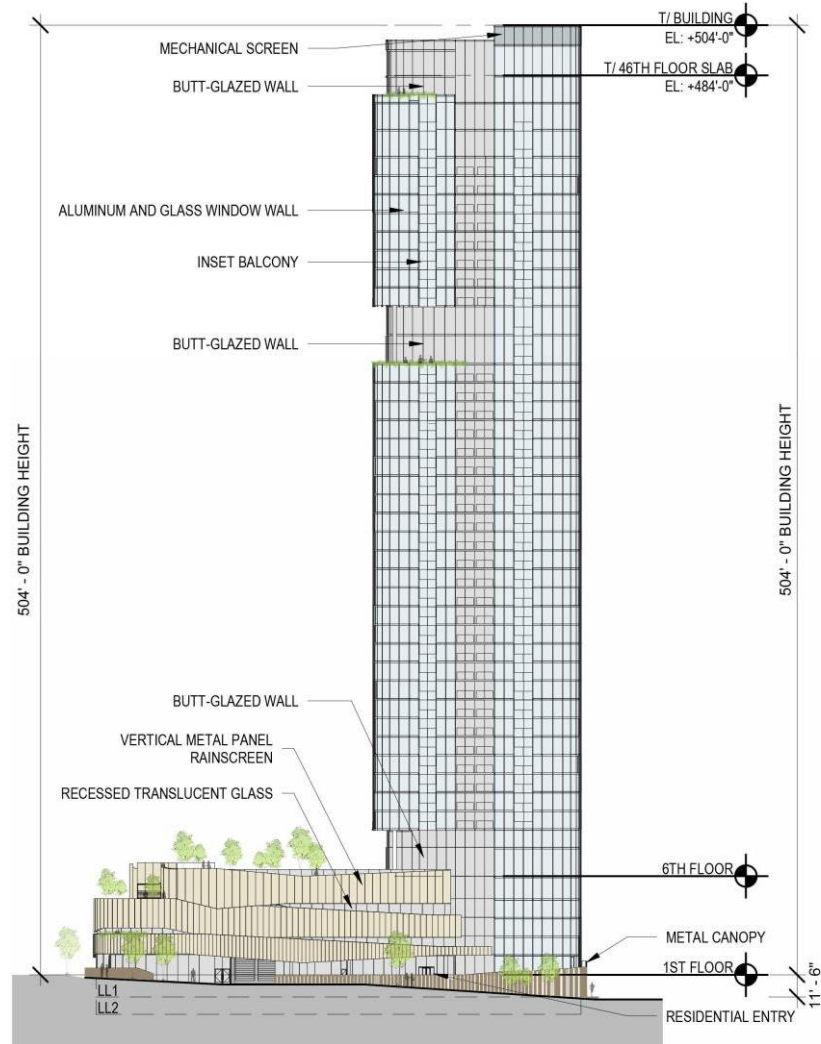 T/ BUILDING
EL: +504'-0"
MECHANICAL SCREEN
T/ 46TH FLOOR SLAB
EL: +484'-0"
BUTT-GLAZED WALL
ALUMINUM AND GLASS WINDOW WALL
INSET BALCONY
BUTT-GLAZED WALL
504' - 0" BUILDING HEIGHT
504' - 0" BUILDING HEIGHT
BUTT-GLAZED WALL
VERTICAL METAL PANEL
RAINSCREEN
RECESSED TRANSLUCENT GLASS
6TH FLOOR
METAL CANOPY
1ST FLOOR
11' - 6"
LL1
LL2
RESIDENTIAL ENTRY